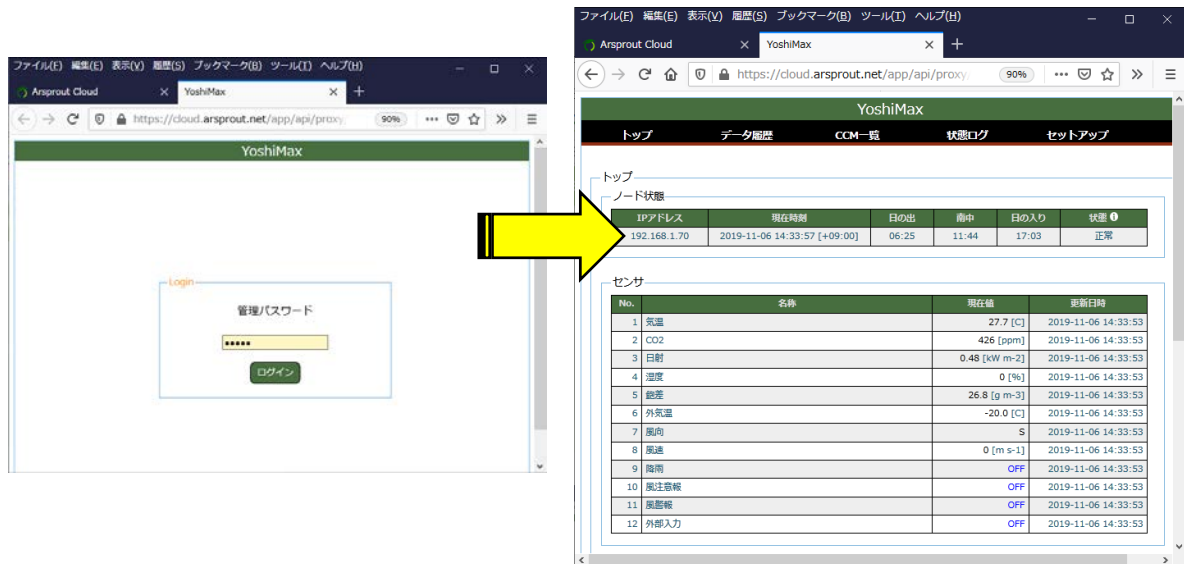 ファイル(F) 編集(E) 表示(V) 履歴(S) ブックマーク(B) ツール(T) ヘルプ(H)
Arsprout Cloud YoshiMax
https://cloud.arsprout.net/app/api/proxy 90%
YoshiMax
Login
管理パスワード
ログイン
ファイル(F) 編集(E) 表示(V) 履歴(S) ブックマーク(B) ツール(T) ヘルプ(H)
Arsprout Cloud YoshiMax
https://cloud.arsprout.net/app/api/proxy 90%
YoshiMax
トップ データ履歴 CCM一覧 状態ログ セットアップ
トップ
ノード状態
IPアドレス 現在時刻 日の出 南中 日の入り 状態
192.168.1.70 2019-11-06 14:33:57 [+09:00] 06:25 11:44 17:03 正常
センサ
No. 名称 現在値 更新日時
1 気温 27.7 [C] 2019-11-06 14:33:53
2 CO2 426 [ppm] 2019-11-06 14:33:53
3 日射 0.48 [kW m-2] 2019-11-06 14:33:53
4 湿度 0 [%] 2019-11-06 14:33:53
5 飽差 26.8 [g m-3] 2019-11-06 14:33:53
6 外気温 -20.0 [C] 2019-11-06 14:33:53
7 風向 S 2019-11-06 14:33:53
8 風速 0 [m s-1] 2019-11-06 14:33:53
9 降雨 OFF 2019-11-06 14:33:53
10 風注意報 OFF 2019-11-06 14:33:53
11 風警報 OFF 2019-11-06 14:33:53
12 外部入力 OFF 2019-11-06 14:33:53